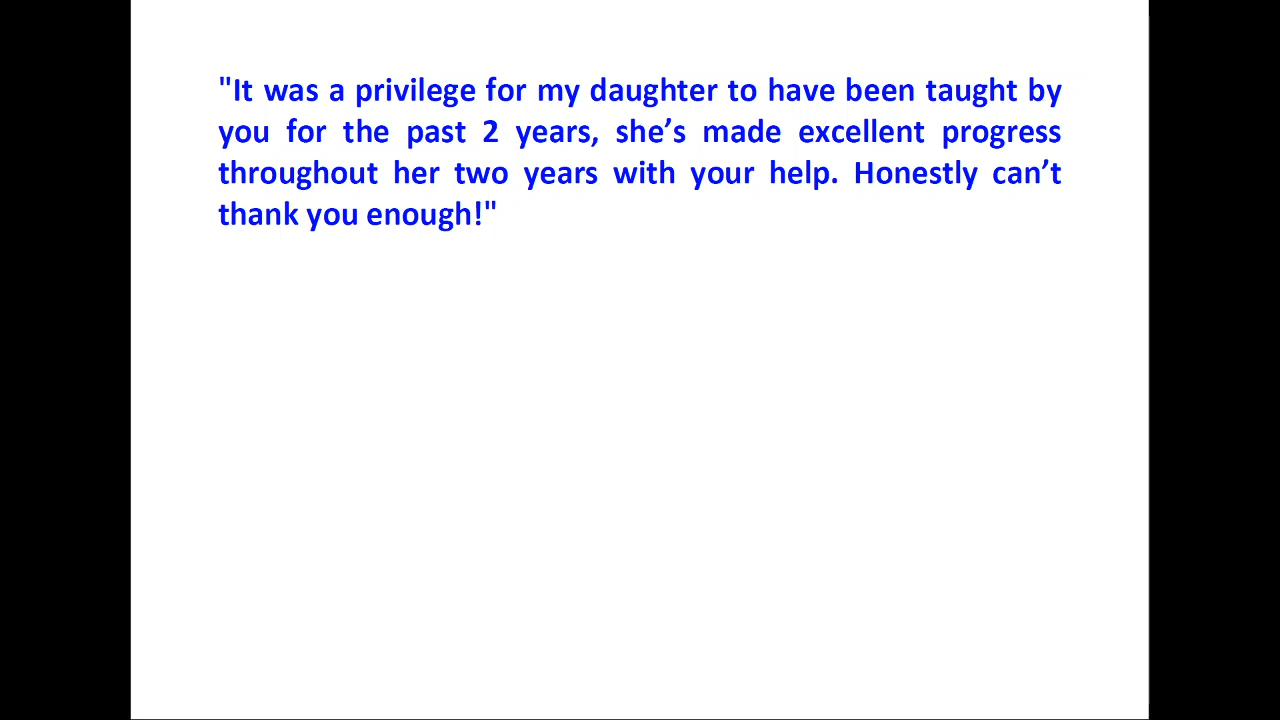 "It was a privilege for my daughter to have been taught by
you for the past 2 years, she’s made excellent progress
throughout her two years with your help. Honestly can’t
thank you enough!"